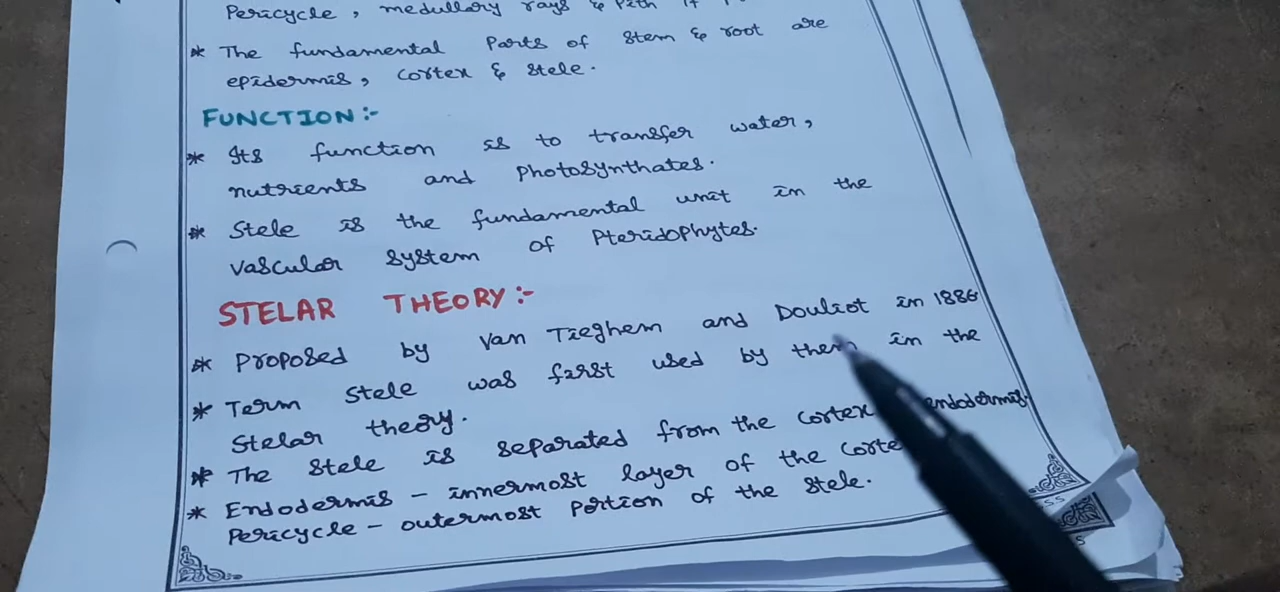 Pericycle, medullary rays & Pith if
* The fundamental Parts of Stem & root are
epidermis, Cortex & Stele.
FUNCTION:-
* Its function is to transfer water,
nutrients and Photosynthates.
* Stele is the fundamental unit in the
Vascular System of Pteridophytes.
STELAR THEORY:-
* Proposed by Van Tieghem and Douliot in 1886
* Term Stele was first used by them in the
Stelar theory.
* The Stele is separated from the Cortex endodermis.
* Endodermis - innermost layer of the
Pericycle - outermost Portion of the Stele.